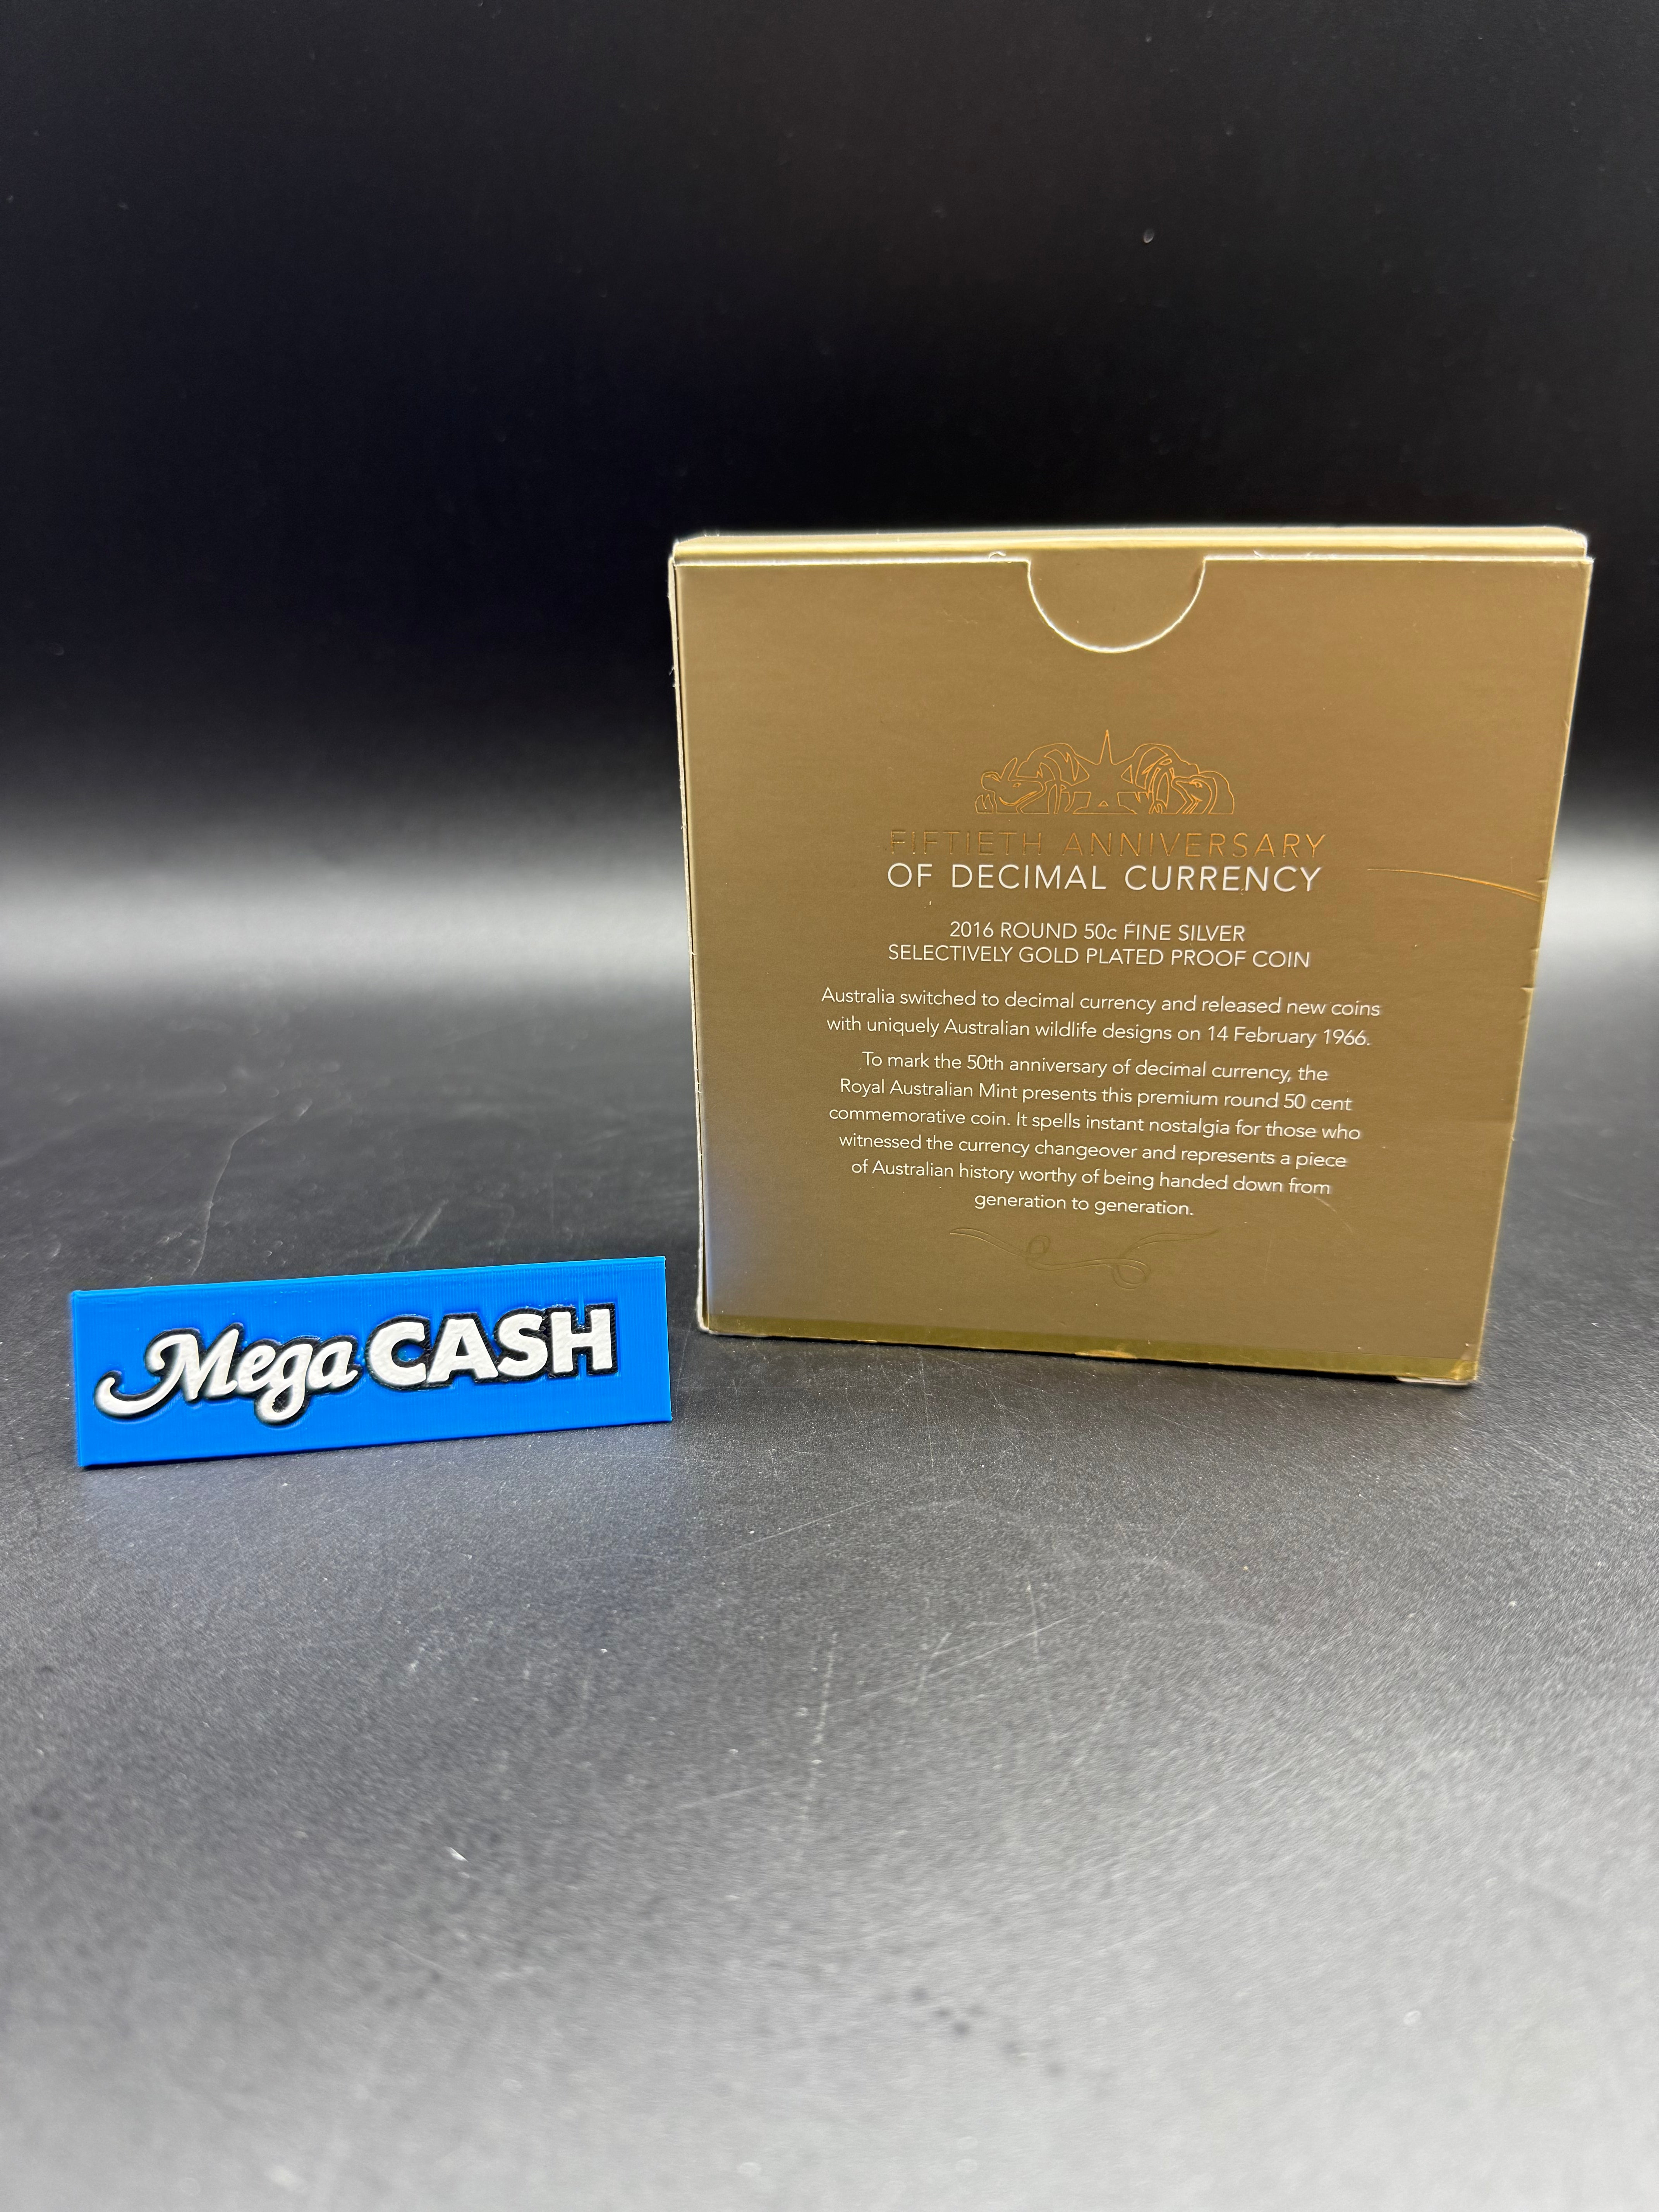 FIFTIETH ANNIVERSARY
OF DECIMAL CURRENCY
2016 ROUND 50c FINE SILVER
SELECTIVELY GOLD PLATED PROOF COIN
Australia switched to decimal currency and released new coins
with uniquely Australian wildlife designs on 14 February 1966.
To mark the 50th anniversary of decimal currency, the
Royal Australian Mint presents this premium round 50 cent
commemorative coin. It spells instant nostalgia for those who
witnessed the currency changeover and represents a piece
of Australian history worthy of being handed down from
generation to generation.
Mega CASH